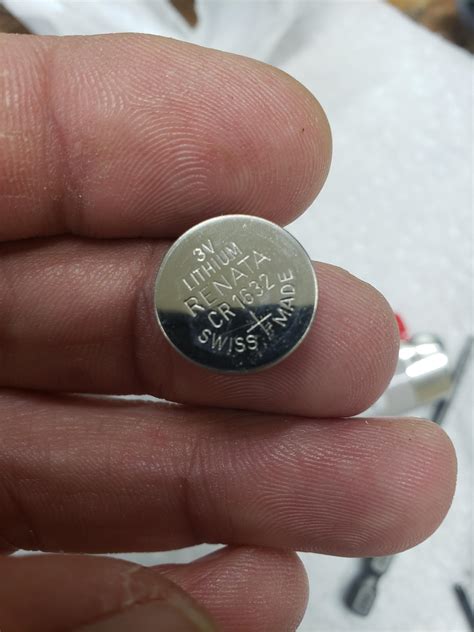 3V
LITHIUM
RENATA
CR1632
+
SWISS MADE